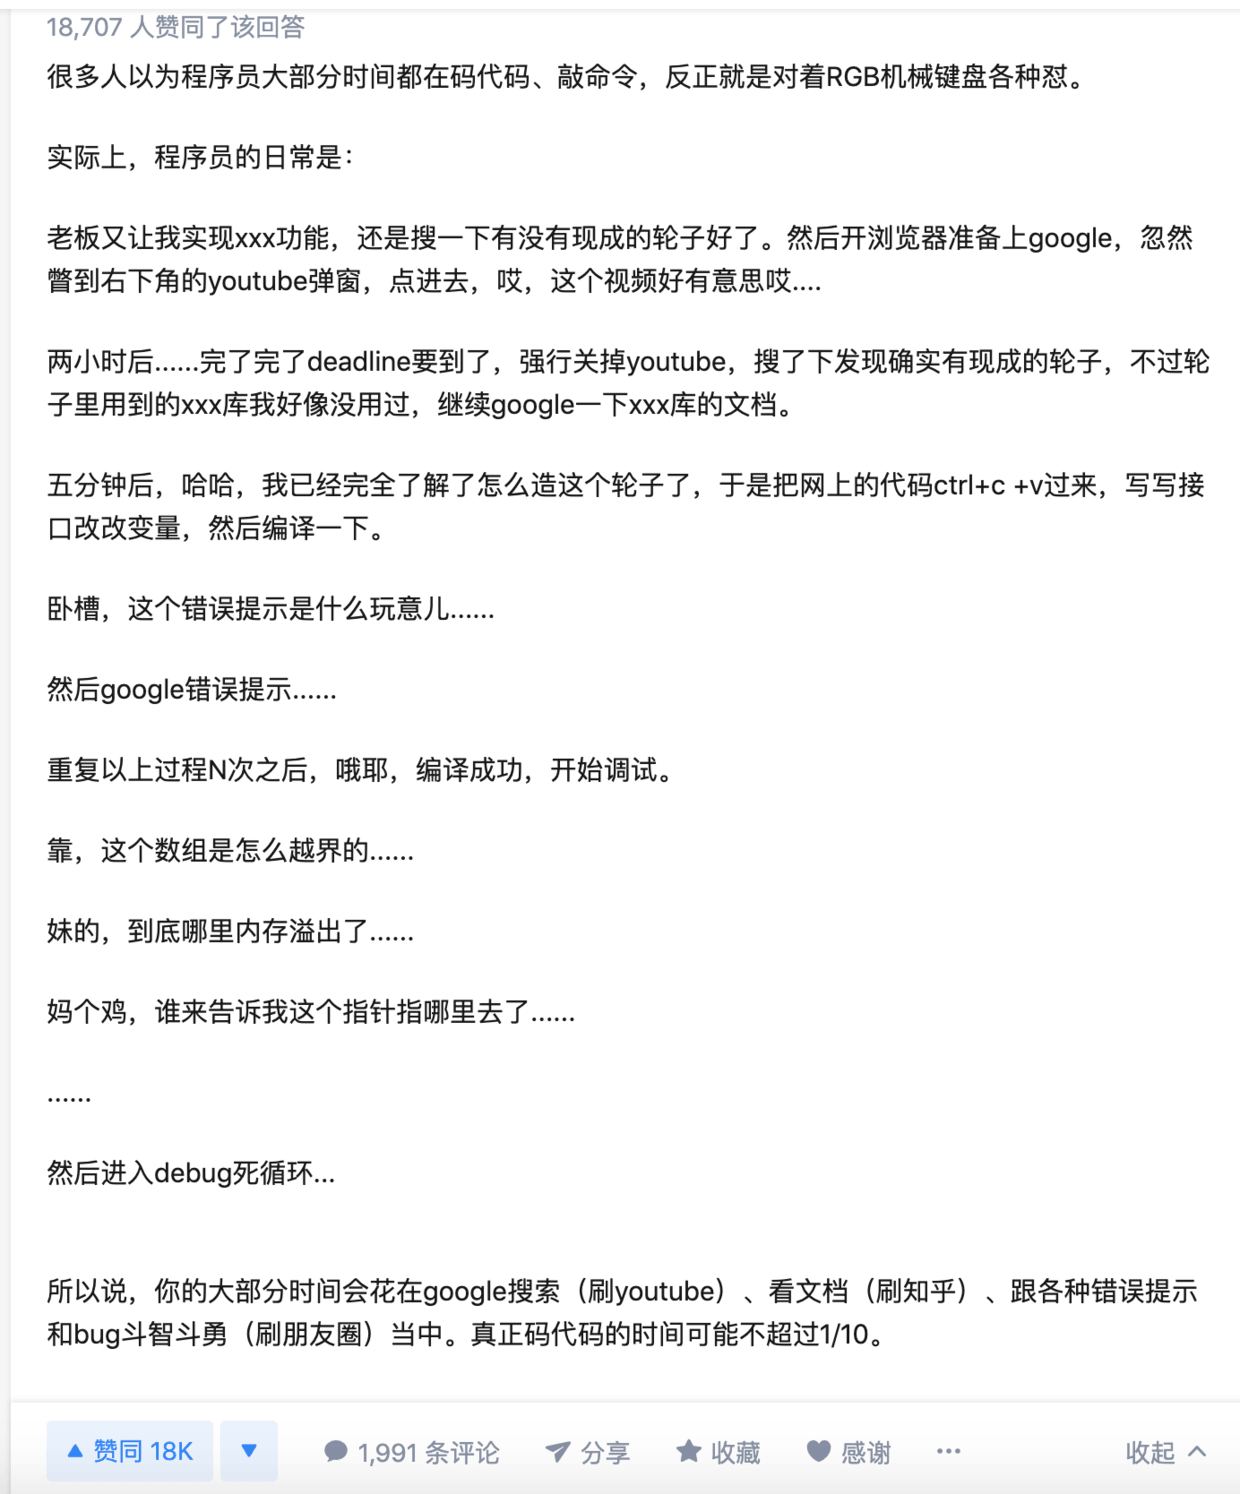 18,707 人赞同了该回答
很多人以为程序员大部分时间都在码代码、敲命令，反正就是对着RGB机械键盘各种怼。
实际上，程序员的日常是：
老板又让我实现xxx功能，还是搜一下有没有现成的轮子好了。然后开浏览器准备上google，忽然
瞥到右下角的youtube弹窗，点进去，哎，这个视频好有意思哎....
两小时后......完了完了deadline要到了，强行关掉youtube，搜了下发现确实有现成的轮子，不过轮
子里用到的xxx库我好像没用过，继续google一下xxx库的文档。
五分钟后，哈哈，我已经完全了解了怎么造这个轮子了，于是把网上的代码ctrl+c +v过来，写写接
口改改变量，然后编译一下。
卧槽，这个错误提示是什么玩意儿......
然后google错误提示......
重复以上过程N次之后，哦耶，编译成功，开始调试。
靠，这个数组是怎么越界的......
妹的，到底哪里内存溢出了......
妈个鸡，谁来告诉我这个指针指哪里去了......
......
然后进入debug死循环...
所以说，你的大部分时间会花在google搜索（刷youtube）、看文档（刷知乎）、跟各种错误提示
和bug斗智斗勇（刷朋友圈）当中。真正码代码的时间可能不超过1/10。
赞同 18K 1,991 条评论 分享 收藏 感谢 ··· 收起